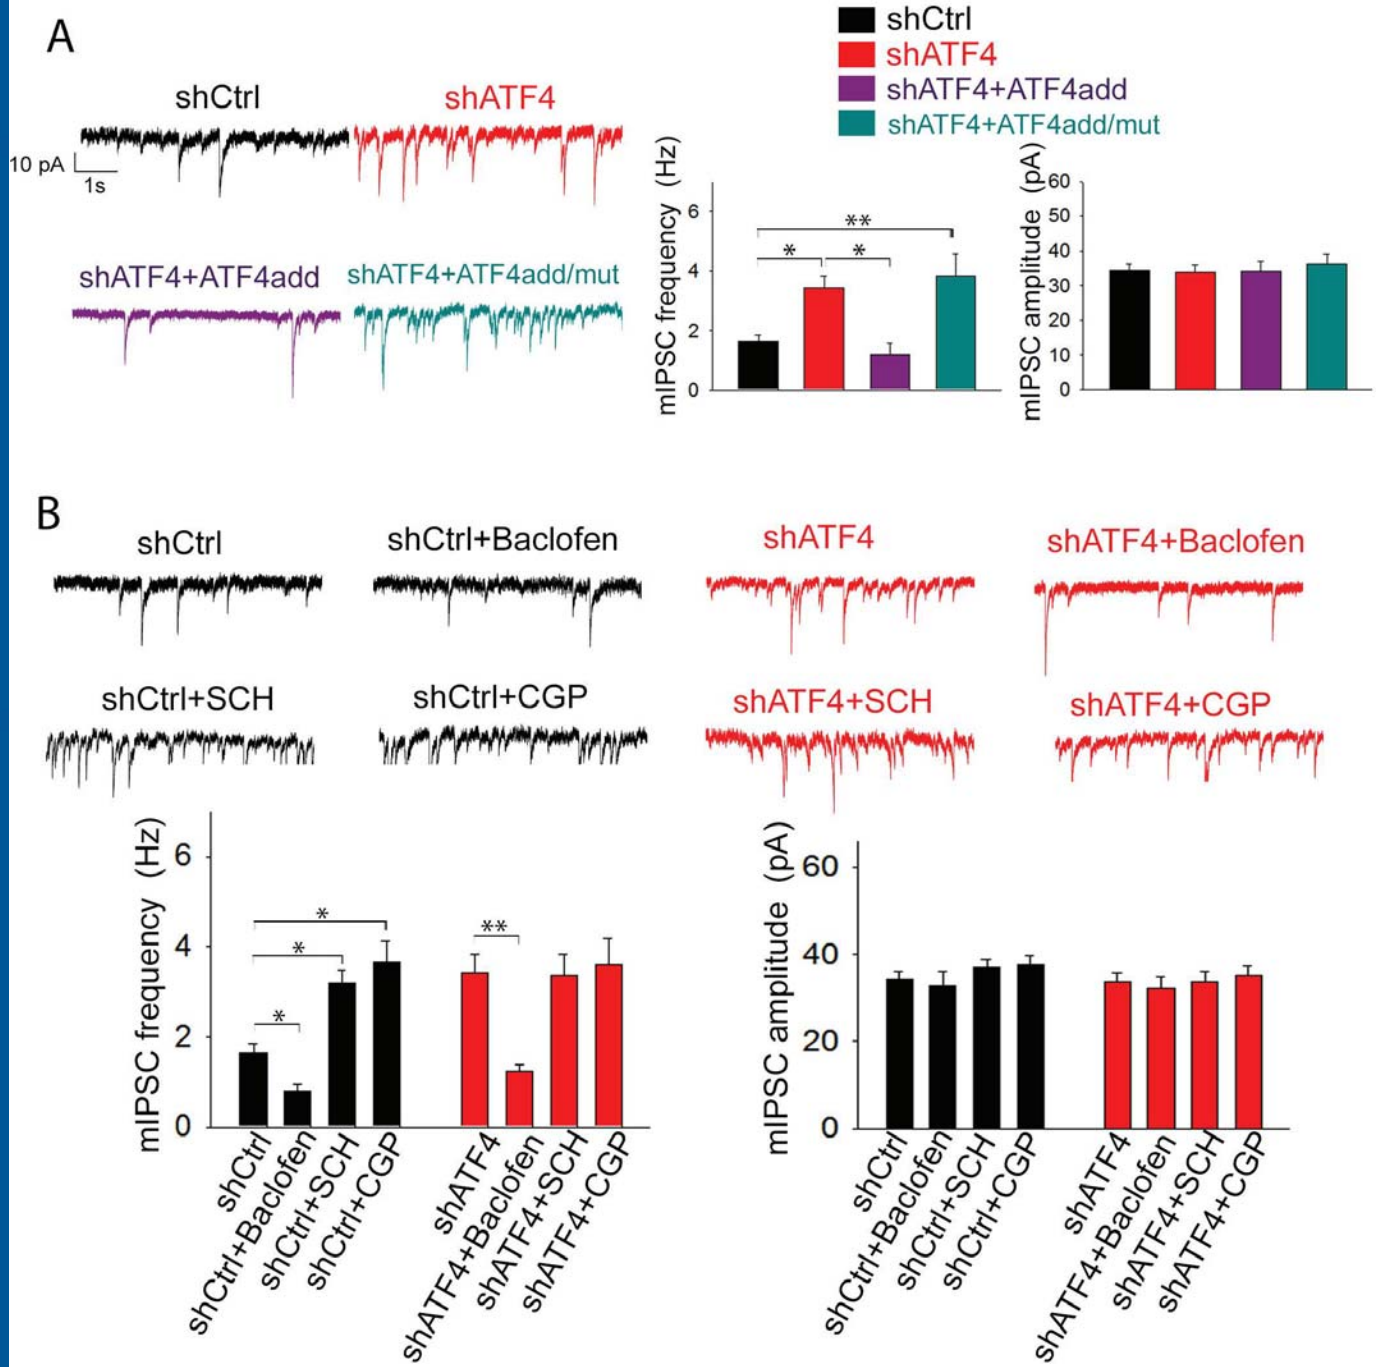 A
shCtrl
shATF4
shATF4+ATF4add
shATF4+ATF4add/mut
shCtrl
shATF4
10 pA
1s
shATF4+ATF4add
shATF4+ATF4add/mut
mIPSC frequency (Hz)
6
4
2
0
**
*
*
mIPSC amplitude (pA)
60
50
40
30
20
10
0
B
shCtrl
shCtrl+Baclofen
shATF4
shATF4+Baclofen
shCtrl+SCH
shCtrl+CGP
shATF4+SCH
shATF4+CGP
mIPSC frequency (Hz)
6
4
2
0
*
*
*
**
shCtrl
shCtrl+Baclofen
shCtrl+SCH
shCtrl+CGP
shATF4
shATF4+Baclofen
shATF4+SCH
shATF4+CGP
mIPSC amplitude (pA)
60
40
20
0
shCtrl
shCtrl+Baclofen
shCtrl+SCH
shCtrl+CGP
shATF4
shATF4+Baclofen
shATF4+SCH
shATF4+CGP